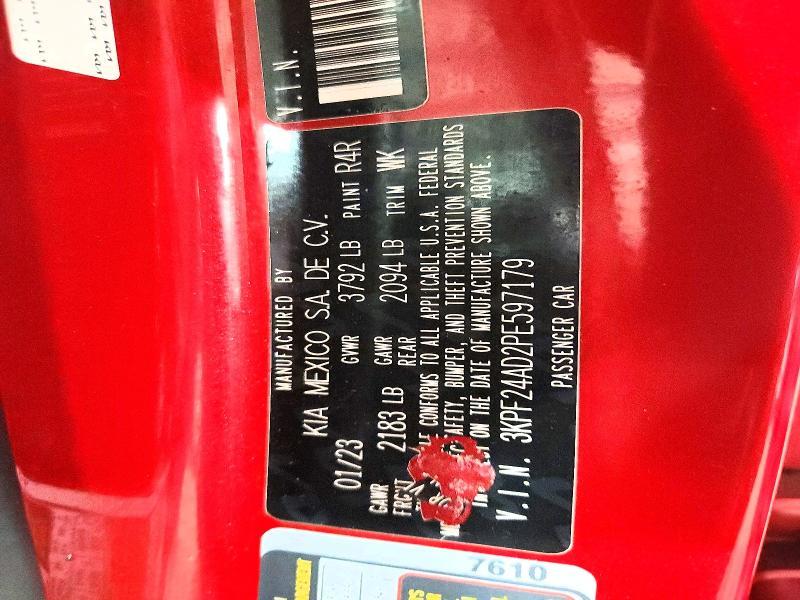 V.I.N.
MANUFACTURED BY
KIA MEXICO S.A. DE C.V.
01/23 GVWR 3792 LB PAINT R4R
GAWR FRONT 2183 LB GAWR REAR 2094 LB TRIM WK
CONFORMS TO ALL APPLICABLE U.S.A. FEDERAL
AFETY, BUMPER, AND THEFT PREVENTION STANDARDS
ON THE DATE OF MANUFACTURE SHOWN ABOVE.
V.I.N. 3KPF24AD2PE597179
PASSENGER CAR
7610